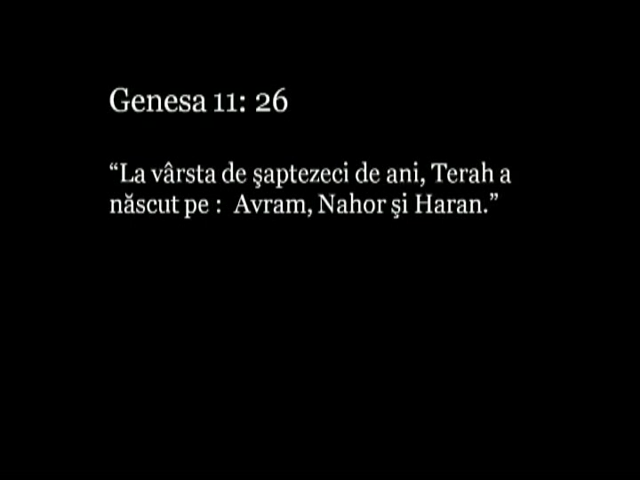 Genesa 11: 26
“La vârsta de şaptezeci de ani, Terah a
născut pe :  Avram, Nahor şi Haran.”